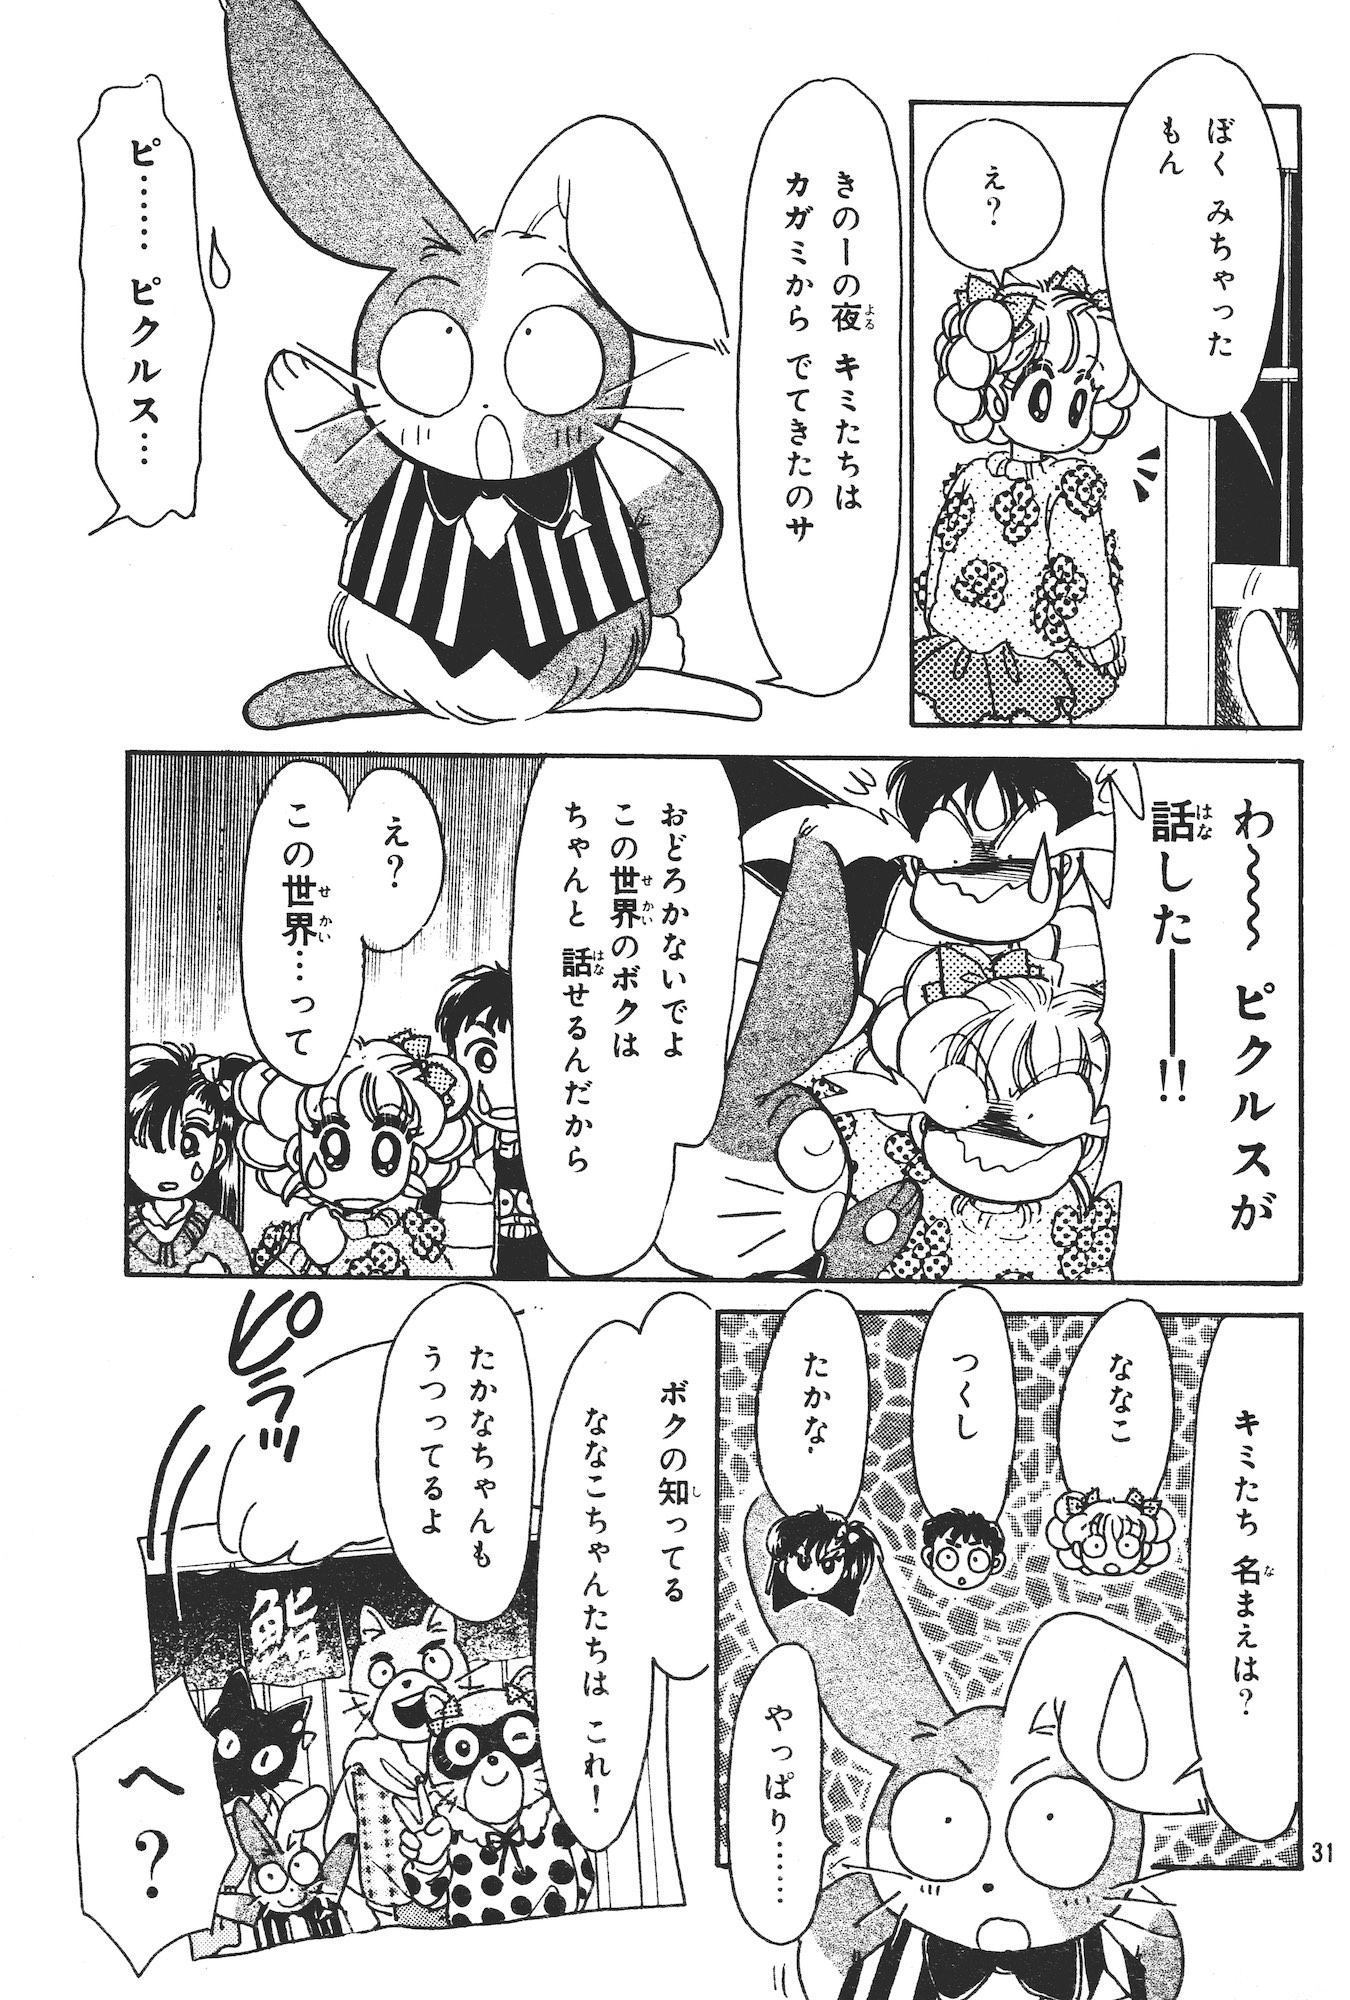 ぼく みちゃった
もん
え?
きのーの夜 キミたちは
カガミから でてきたのサ
ピ…… ピクルス…
わ〜〜〜 ピクルスが
話した――!!
おどろかないでよ
この世界のボクは
ちゃんと 話せるんだから
え?
この世界…って
キミたち 名まえは?
ななこ
つくし
たかな
やっぱり……
ボクの知ってる
ななこちゃんたちは これ!
たかなちゃんも
うつってるよ
ピラッ
鮨
へ?
31